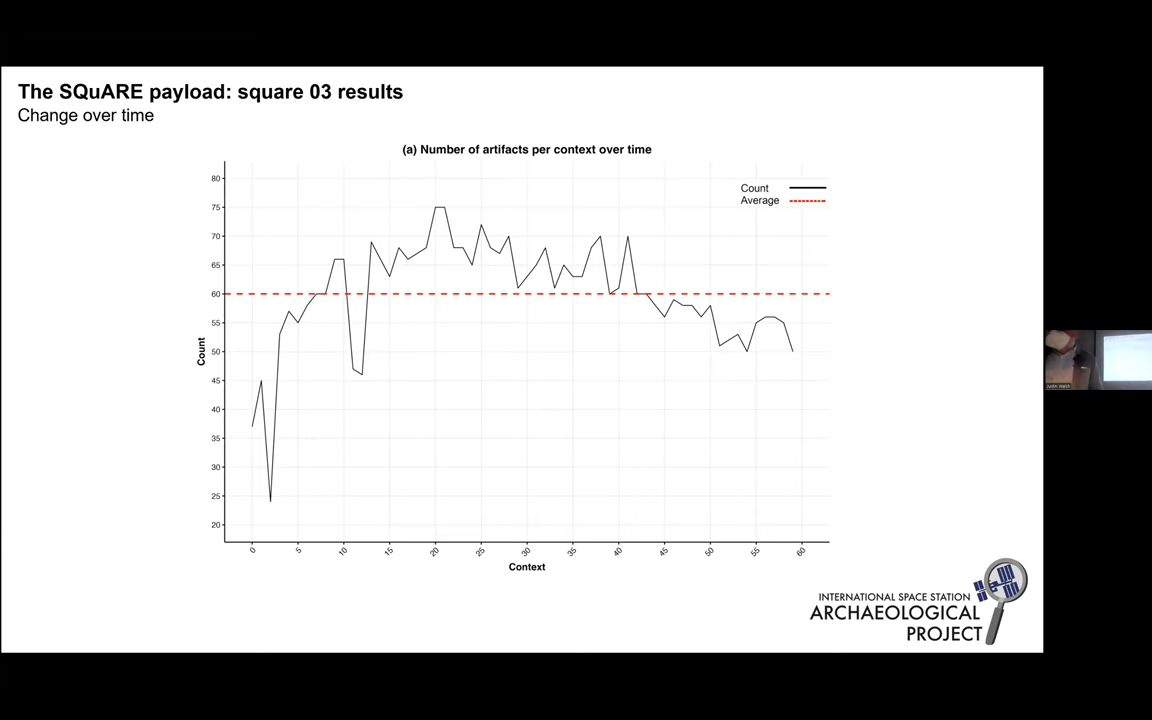 The SQuARE payload: square 03 results
Change over time
(a) Number of artifacts per context over time
Count
Average
80
75
70
65
60
55
50
45
40
35
30
25
20
Count
0 5 10 15 20 25 30 35 40 45 50 55 60
Context
INTERNATIONAL SPACE STATION
ARCHAEOLOGICAL
PROJECT
Justin Walsh